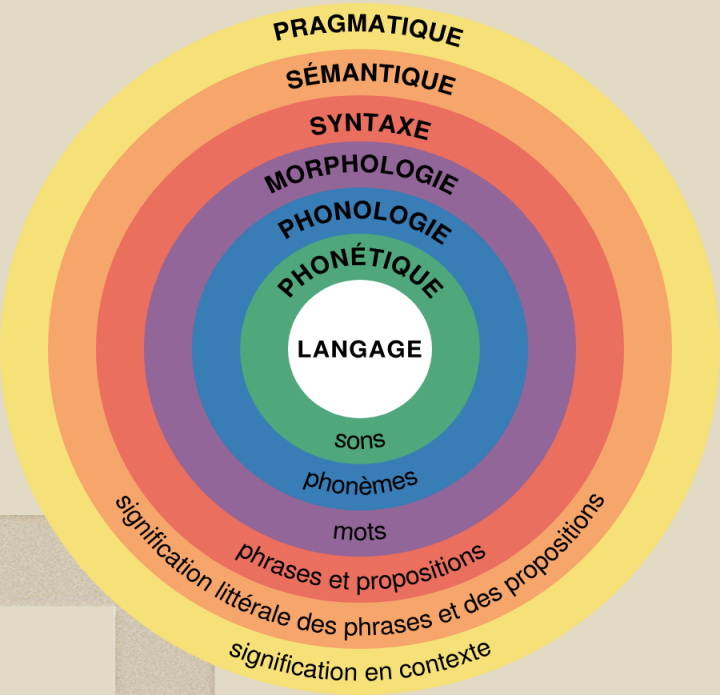 PRAGMATIQUE
SÉMANTIQUE
SYNTAXE
MORPHOLOGIE
PHONOLOGIE
PHONÉTIQUE
LANGAGE
sons
phonèmes
mots
phrases et propositions
signification littérale des phrases et des propositions
signification en contexte